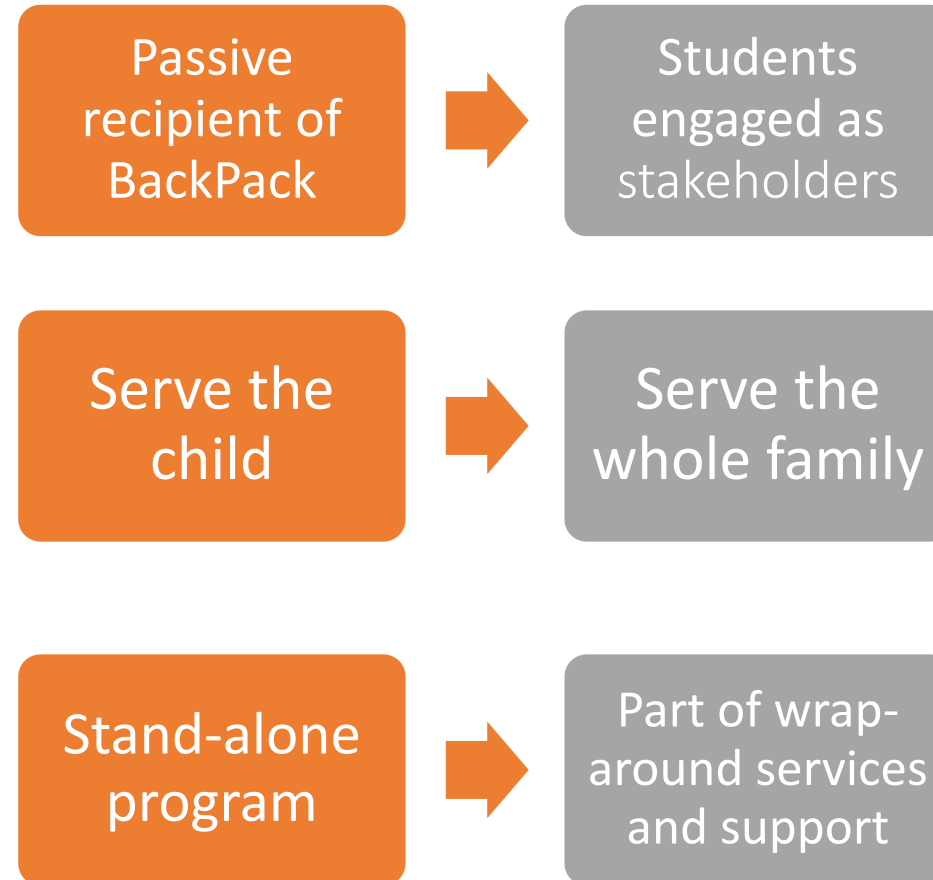 Passive
recipient of
BackPack
Students
engaged as
stakeholders
Serve the
child
Serve the
whole family
Stand-alone
program
Part of wrap-
around services
and support